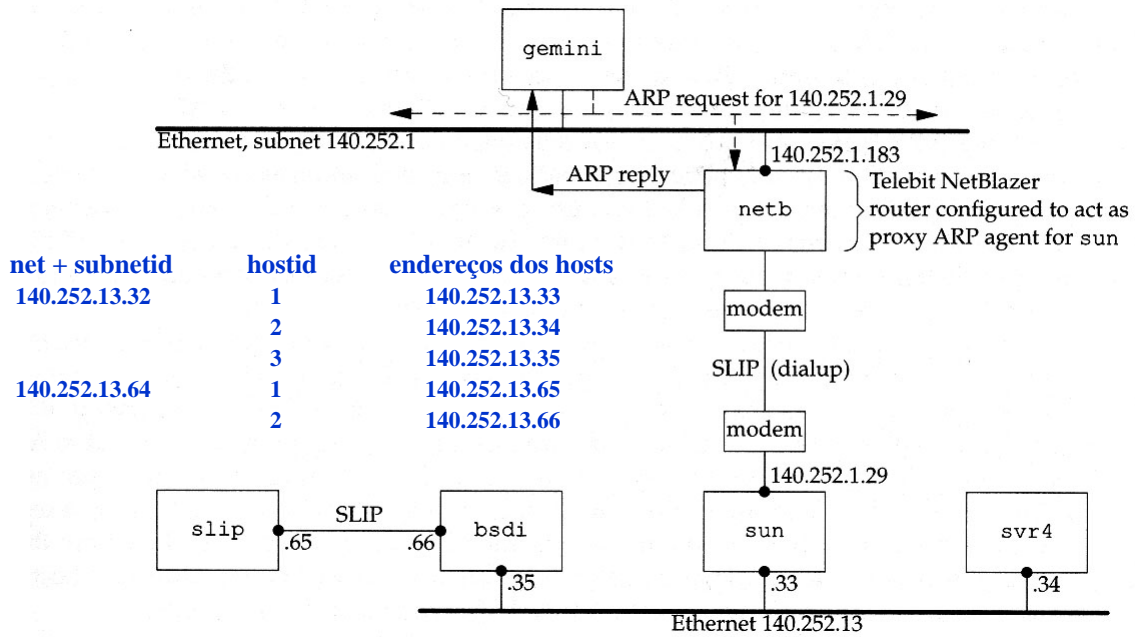 gemini
ARP request for 140.252.1.29
Ethernet, subnet 140.252.1
140.252.1.183
ARP reply
netb
Telebit NetBlazer
router configured to act as
proxy ARP agent for sun
net + subnetid hostid endereços dos hosts
140.252.13.32 1 140.252.13.33
2 140.252.13.34
3 140.252.13.35
140.252.13.64 1 140.252.13.65
2 140.252.13.66
modem
SLIP (dialup)
modem
140.252.1.29
slip
SLIP
.65
.66
bsdi
sun
svr4
.35
.33
.34
Ethernet 140.252.13